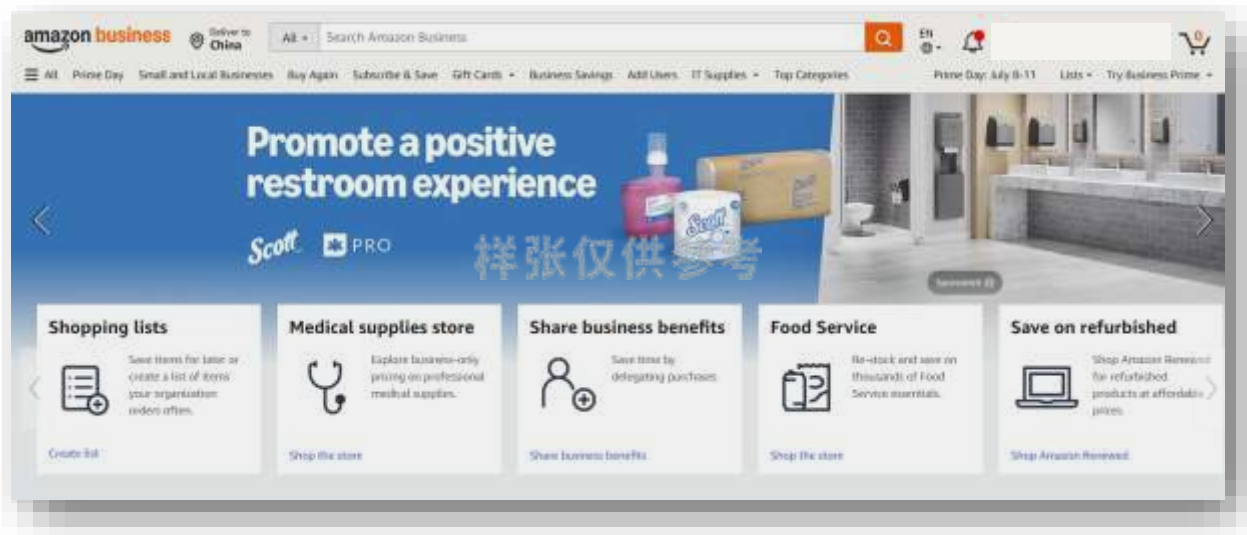 amazon business
Deliver to
China
All
Search Amazon Business
EN
0
All Prime Day Small and Local Businesses Buy Again Subscribe & Save Gift Cards Business Savings Add Users IT Supplies Top Categories Prime Day: July 8-11 Lists Try Business Prime
Promote a positive
restroom experience
Scott PRO
Scott
样张仅供参考
Sponsored
Shopping lists
Save items for later or
create a list of items
your organization
orders often.
Create list
Medical supplies store
Explore business-only
pricing on professional
medical supplies.
Shop the store
Share business benefits
Save time by
delegating purchases.
Share business benefits
Food Service
Re-stock and save on
thousands of Food
Service essentials.
Shop the store
Save on refurbished
Shop Amazon Renewed
for refurbished
products at affordable
prices.
Shop Amazon Renewed